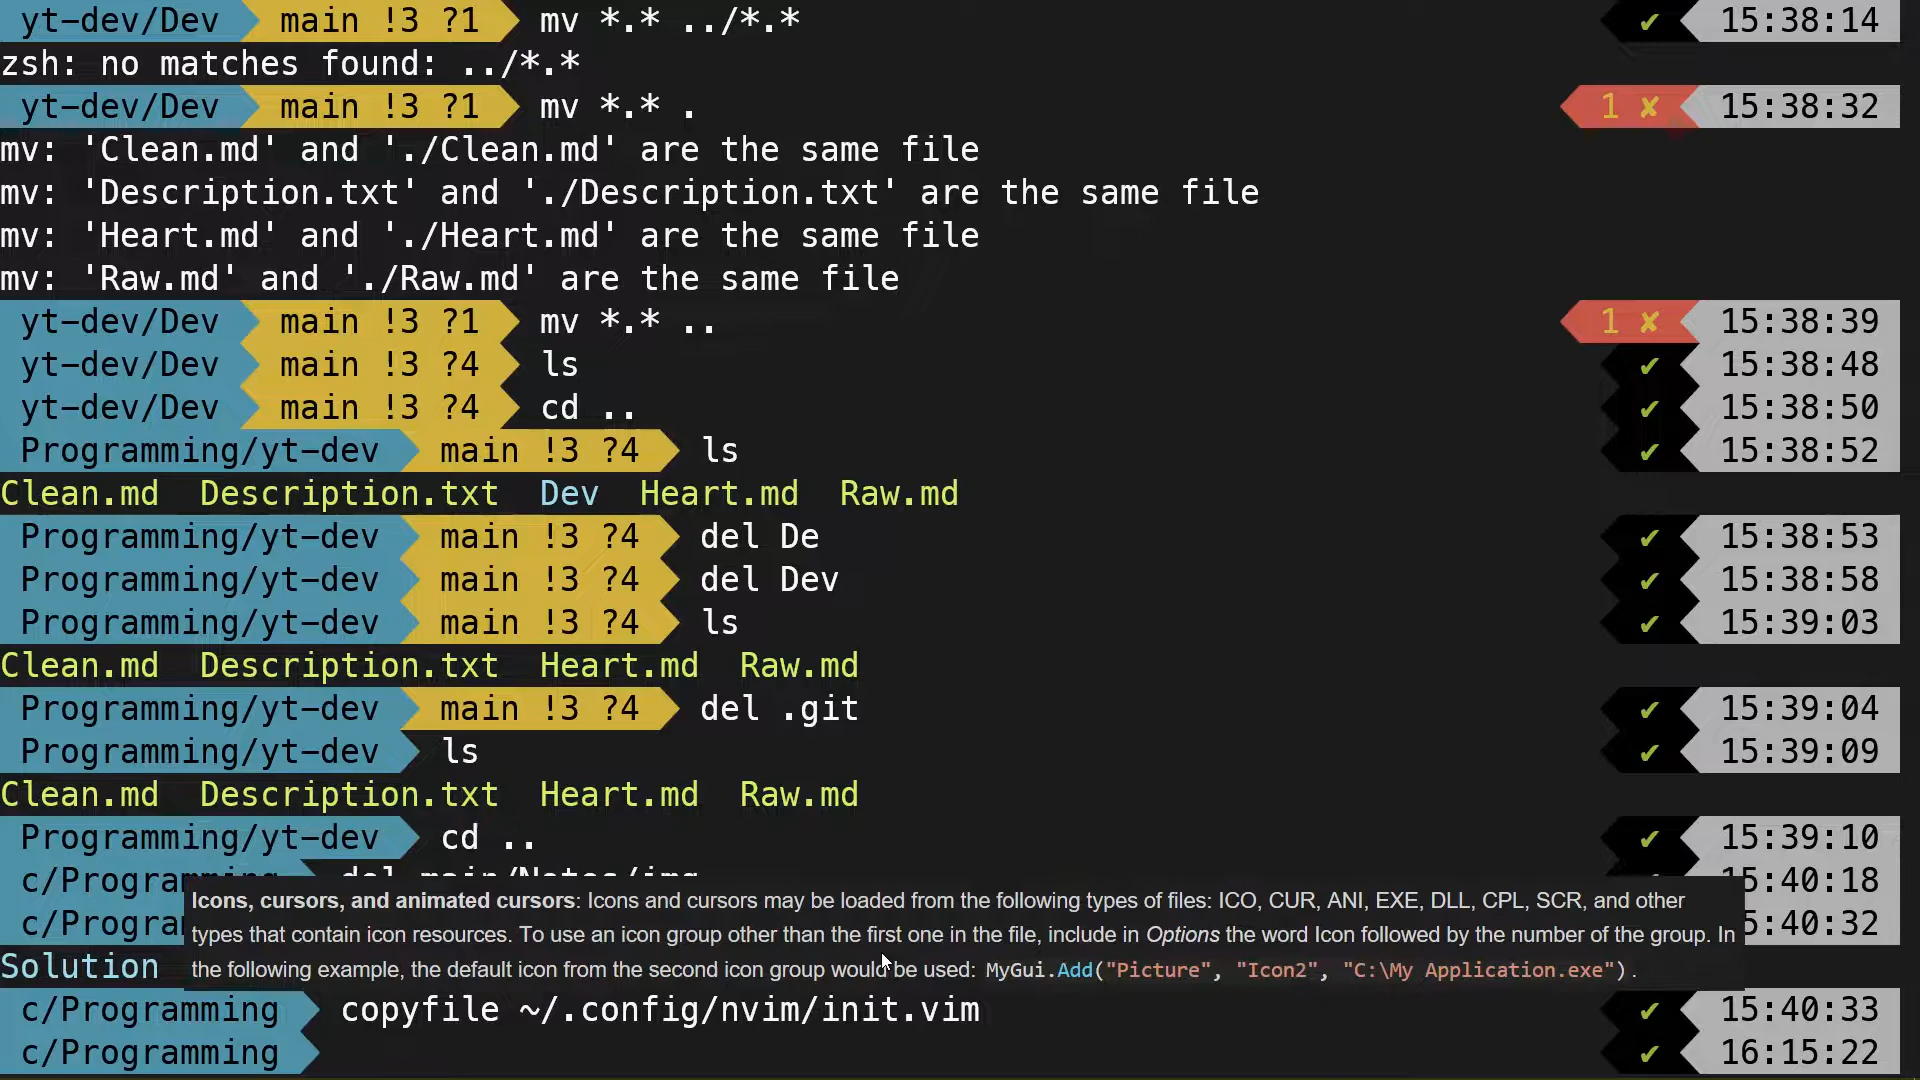 yt-dev/Dev main !3 ?1 mv *.* ../*.* ✔ 15:38:14
zsh: no matches found: ../*.*
yt-dev/Dev main !3 ?1 mv *.* . 1 ✘ 15:38:32
mv: 'Clean.md' and './Clean.md' are the same file
mv: 'Description.txt' and './Description.txt' are the same file
mv: 'Heart.md' and './Heart.md' are the same file
mv: 'Raw.md' and './Raw.md' are the same file
yt-dev/Dev main !3 ?1 mv *.* .. 1 ✘ 15:38:39
yt-dev/Dev main !3 ?4 ls ✔ 15:38:48
yt-dev/Dev main !3 ?4 cd .. ✔ 15:38:50
Programming/yt-dev main !3 ?4 ls ✔ 15:38:52
Clean.md Description.txt Dev Heart.md Raw.md
Programming/yt-dev main !3 ?4 del De ✔ 15:38:53
Programming/yt-dev main !3 ?4 del Dev ✔ 15:38:58
Programming/yt-dev main !3 ?4 ls ✔ 15:39:03
Clean.md Description.txt Heart.md Raw.md
Programming/yt-dev main !3 ?4 del .git ✔ 15:39:04
Programming/yt-dev ls ✔ 15:39:09
Clean.md Description.txt Heart.md Raw.md
Programming/yt-dev cd .. ✔ 15:39:10
c/Programming del main/Notes/img 15:40:18
c/Progra 5:40:32
Icons, cursors, and animated cursors: Icons and cursors may be loaded from the following types of files: ICO, CUR, ANI, EXE, DLL, CPL, SCR, and other
types that contain icon resources. To use an icon group other than the first one in the file, include in Options the word Icon followed by the number of the group. In
the following example, the default icon from the second icon group would be used: MyGui.Add("Picture", "Icon2", "C:\My Application.exe").
Solution
c/Programming copyfile ~/.config/nvim/init.vim ✔ 15:40:33
c/Programming ✔ 16:15:22